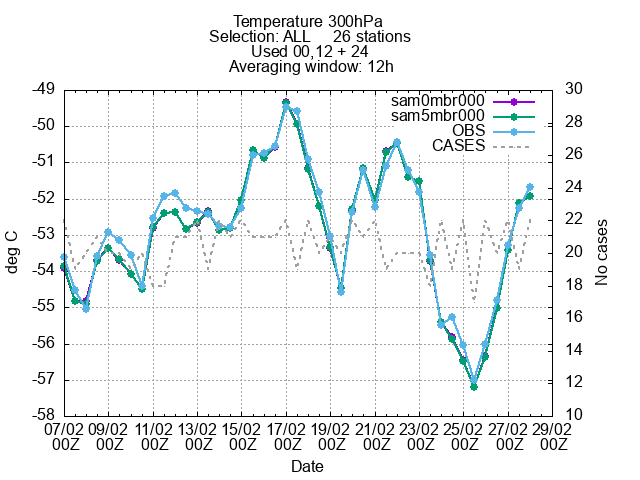 Temperature 300hPa
Selection: ALL 26 stations
Used 00,12 + 24
Averaging window: 12h
sam0mbr000
sam5mbr000
OBS
CASES
deg C
-49
-50
-51
-52
-53
-54
-55
-56
-57
-58
No cases
30
28
26
24
22
20
18
16
14
12
10
07/02 09/02 11/02 13/02 15/02 17/02 19/02 21/02 23/02 25/02 27/02 29/02
00Z 00Z 00Z 00Z 00Z 00Z 00Z 00Z 00Z 00Z 00Z 00Z
Date